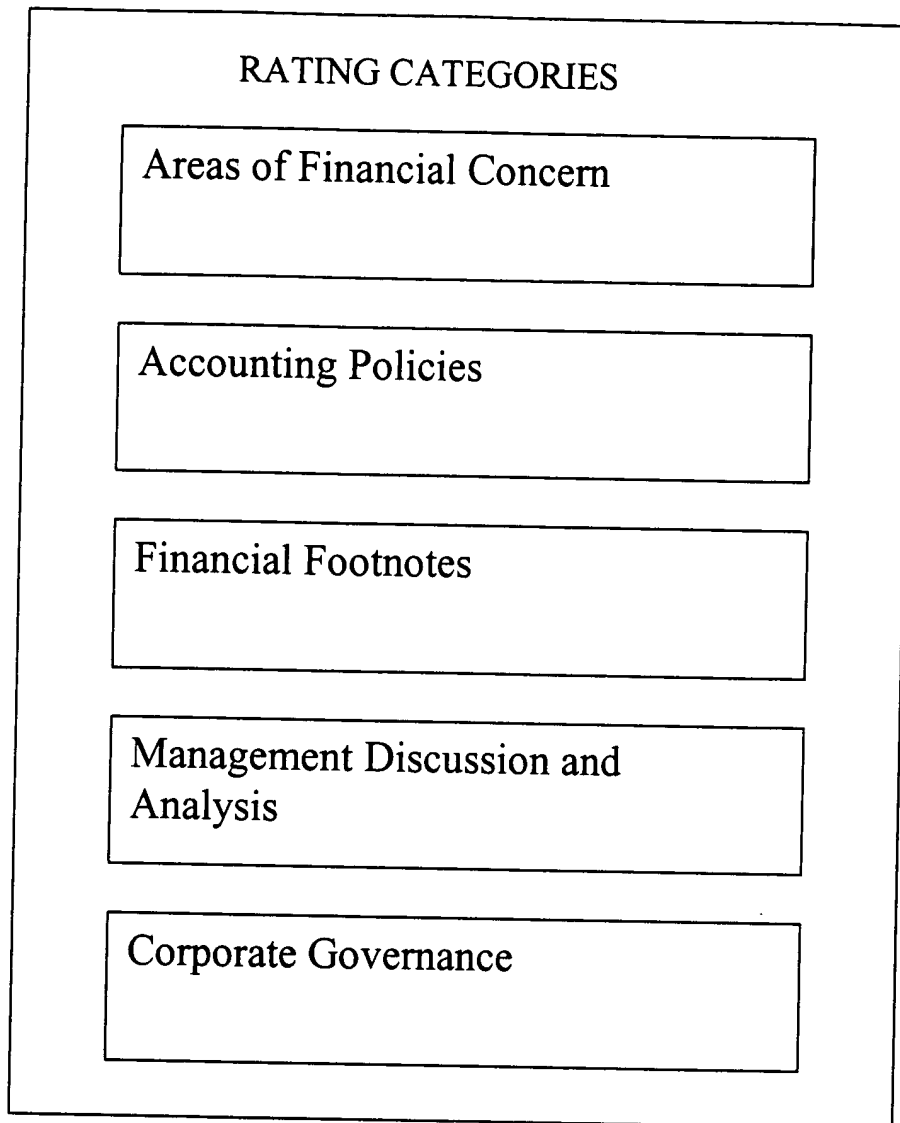 RATING CATEGORIES
Areas of Financial Concern
Accounting Policies
Financial Footnotes
Management Discussion and
Analysis
Corporate Governance